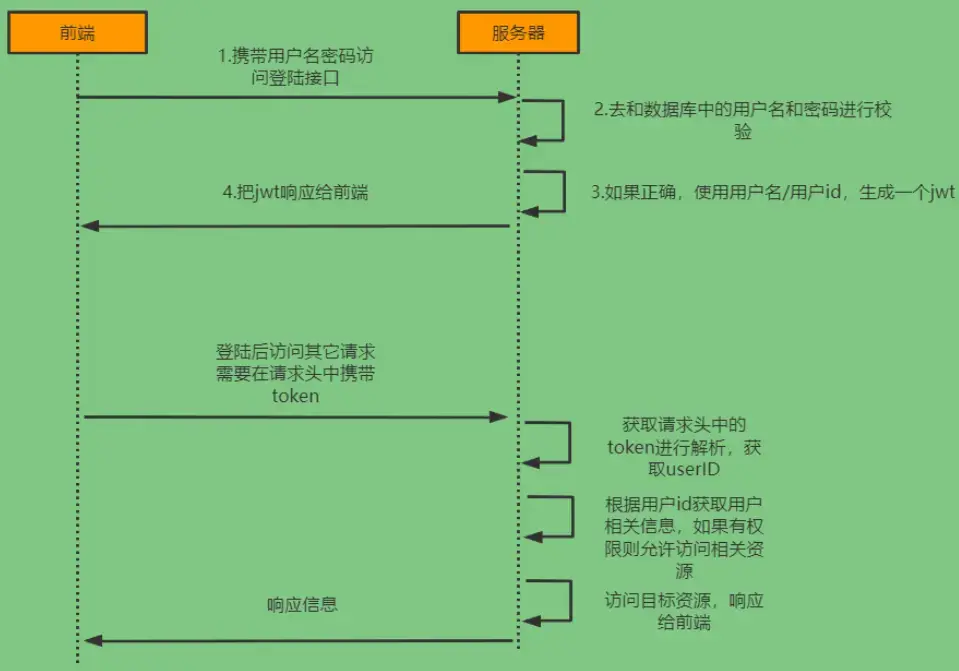 前端
服务器
1.携带用户名密码访
问登陆接口
2.去和数据库中的用户名和密码进行校
验
3.如果正确，使用用户名/用户id，生成一个jwt
4.把jwt响应给前端
登陆后访问其它请求
需要在请求头中携带
token
获取请求头中的
token进行解析，获
取userID
根据用户id获取用户
相关信息，如果有权
限则允许访问相关资
源
访问目标资源，响应
给前端
响应信息